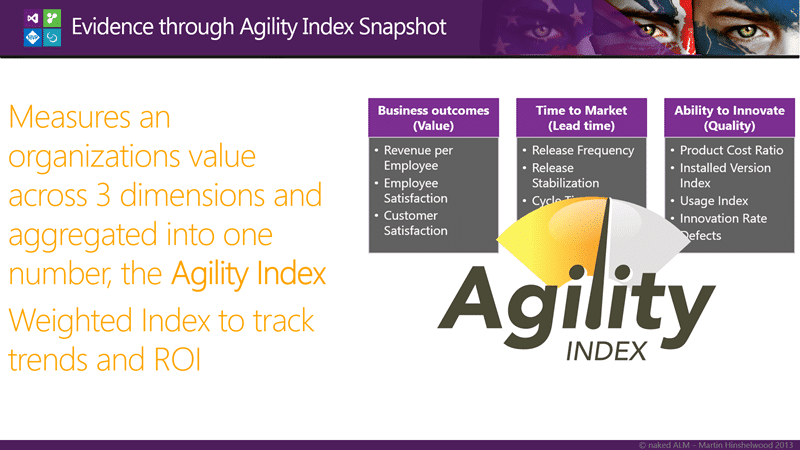 Evidence through Agility Index Snapshot
Measures an
organizations value
across 3 dimensions and
aggregated into one
number, the Agility Index
Weighted Index to track
trends and ROI
Business outcomes
(Value)
• Revenue per
Employee
• Employee
Satisfaction
• Customer
Satisfaction
Time to Market
(Lead time)
• Release Frequency
• Release
Stabilization
• Cycle
Ability to Innovate
(Quality)
• Product Cost Ratio
• Installed Version
Index
• Usage Index
• Innovation Rate
Defects
Agility
INDEX
© naked ALM – Martin Hinshelwood 2013